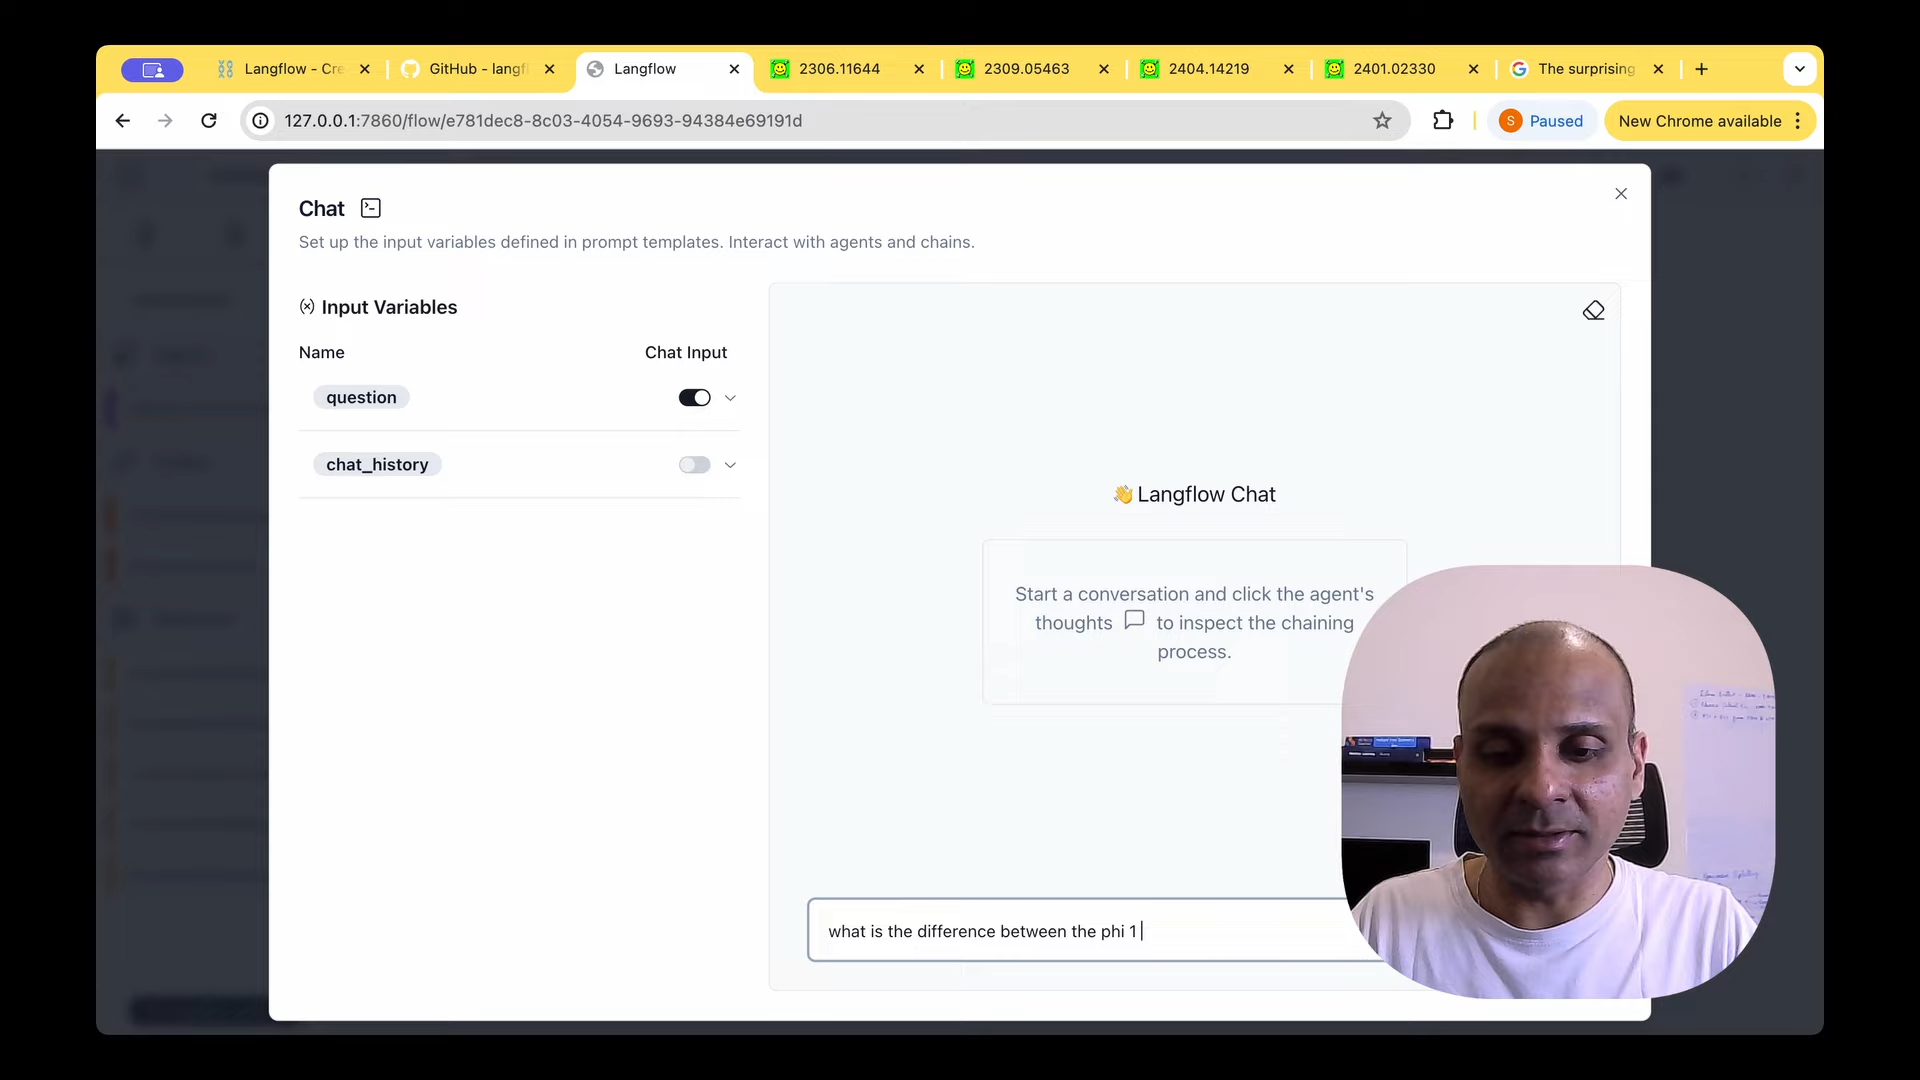 Langflow - Cre
GitHub - langfl
Langflow
2306.11644
2309.05463
2404.14219
2401.02330
The surprising
127.0.0.1:7860/flow/e781dec8-8c03-4054-9693-94384e69191d
S
Paused
New Chrome available
Chat
Set up the input variables defined in prompt templates. Interact with agents and chains.
(x) Input Variables
Name
Chat Input
question
chat_history
👋 Langflow Chat
Start a conversation and click the agent's
thoughts to inspect the chaining
process.
what is the difference between the phi 1